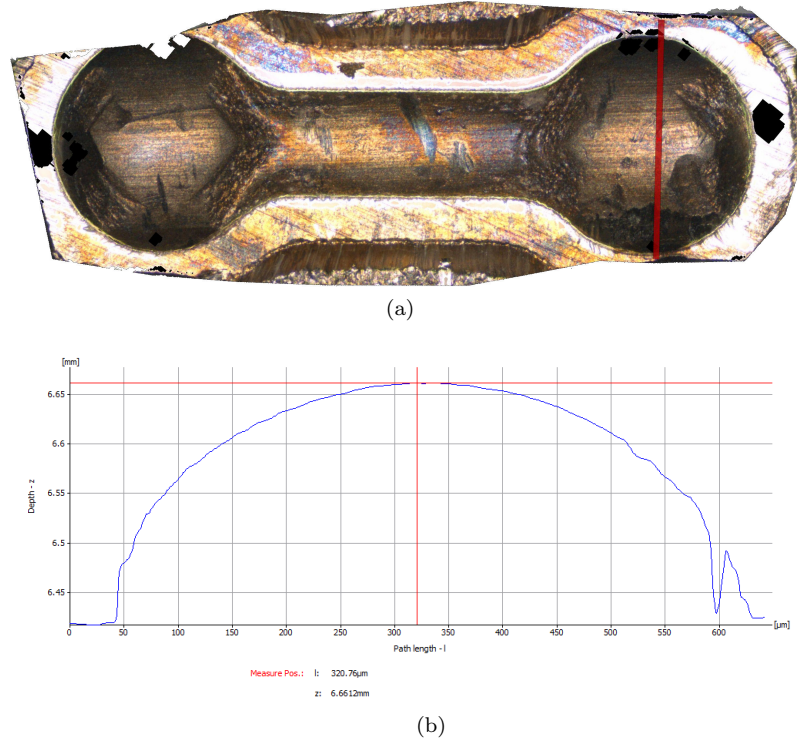 (a)
[mm]
6.65
6.6
6.55
6.5
6.45
Depth - z
0 50 100 150 200 250 300 350 400 450 500 550 600 [µm]
Path length - l
Measure Pos.: l: 320.76µm
z: 6.6612mm
(b)